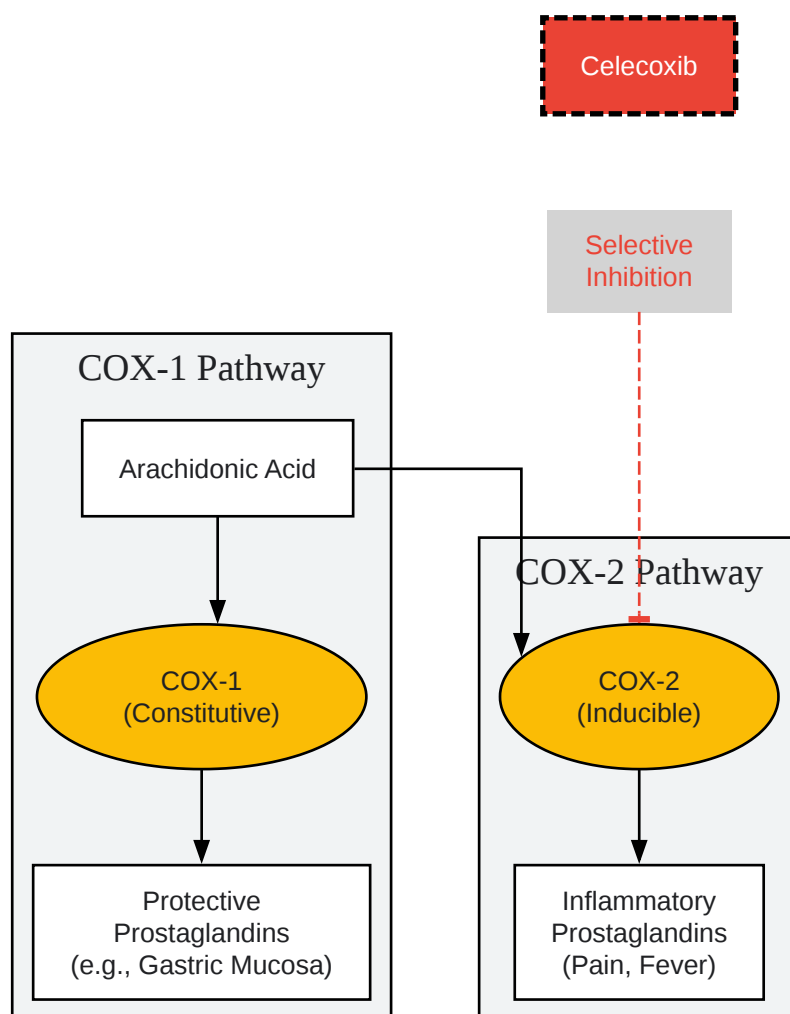 Celecoxib
Selective
Inhibition
COX-1 Pathway
Arachidonic Acid
COX-2 Pathway
COX-1
(Constitutive)
COX-2
(Inducible)
Protective
Prostaglandins
(e.g., Gastric Mucosa)
Inflammatory
Prostaglandins
(Pain, Fever)